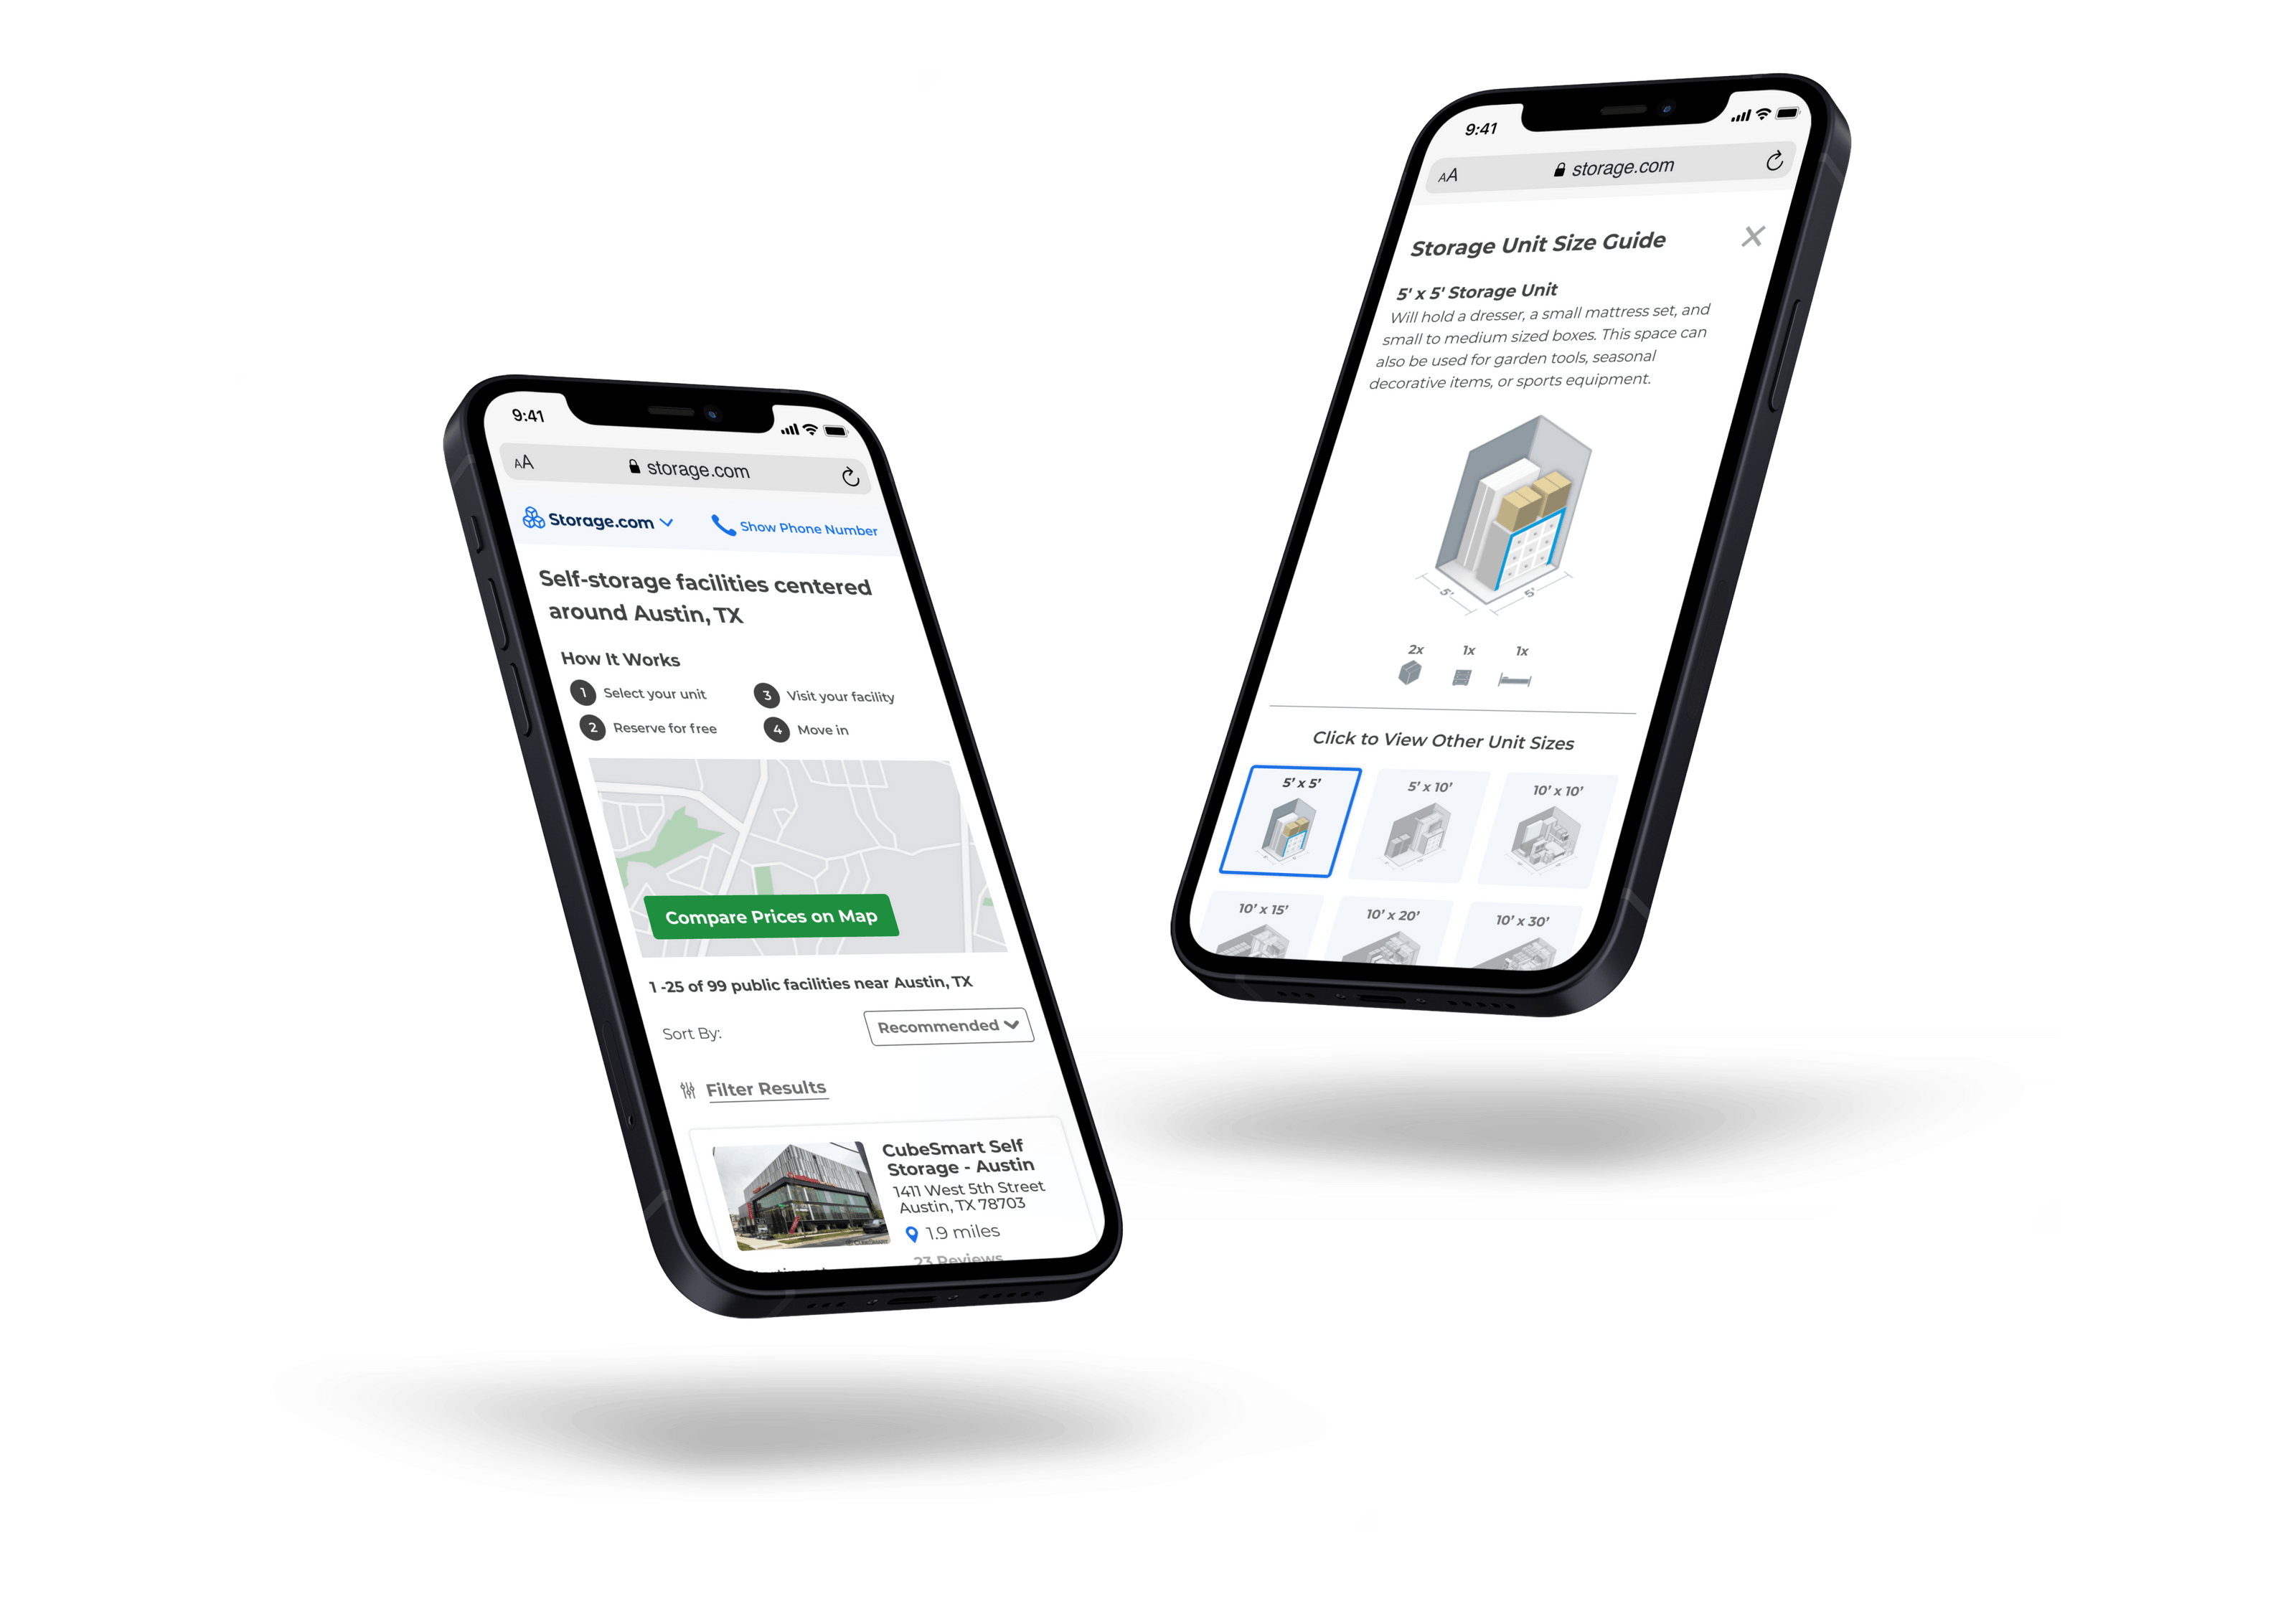 9:41
AA storage.com
Storage.com Show Phone Number
Self-storage facilities centered
around Austin, TX
How It Works
1 Select your unit
3 Visit your facility
2 Reserve for free
4 Move in
Compare Prices on Map
1 -25 of 99 public facilities near Austin, TX
Sort By: Recommended
Filter Results
CubeSmart Self
Storage - Austin
1411 West 5th Street
Austin, TX 78703
1.9 miles
23 Reviews
9:41
AA storage.com
Storage Unit Size Guide
5' x 5' Storage Unit
Will hold a dresser, a small mattress set, and
small to medium sized boxes. This space can
also be used for garden tools, seasonal
decorative items, or sports equipment.
5' 5'
2x 1x 1x
Click to View Other Unit Sizes
5' x 5' 5' x 10' 10' x 10'
10' x 15' 10' x 20' 10' x 30'